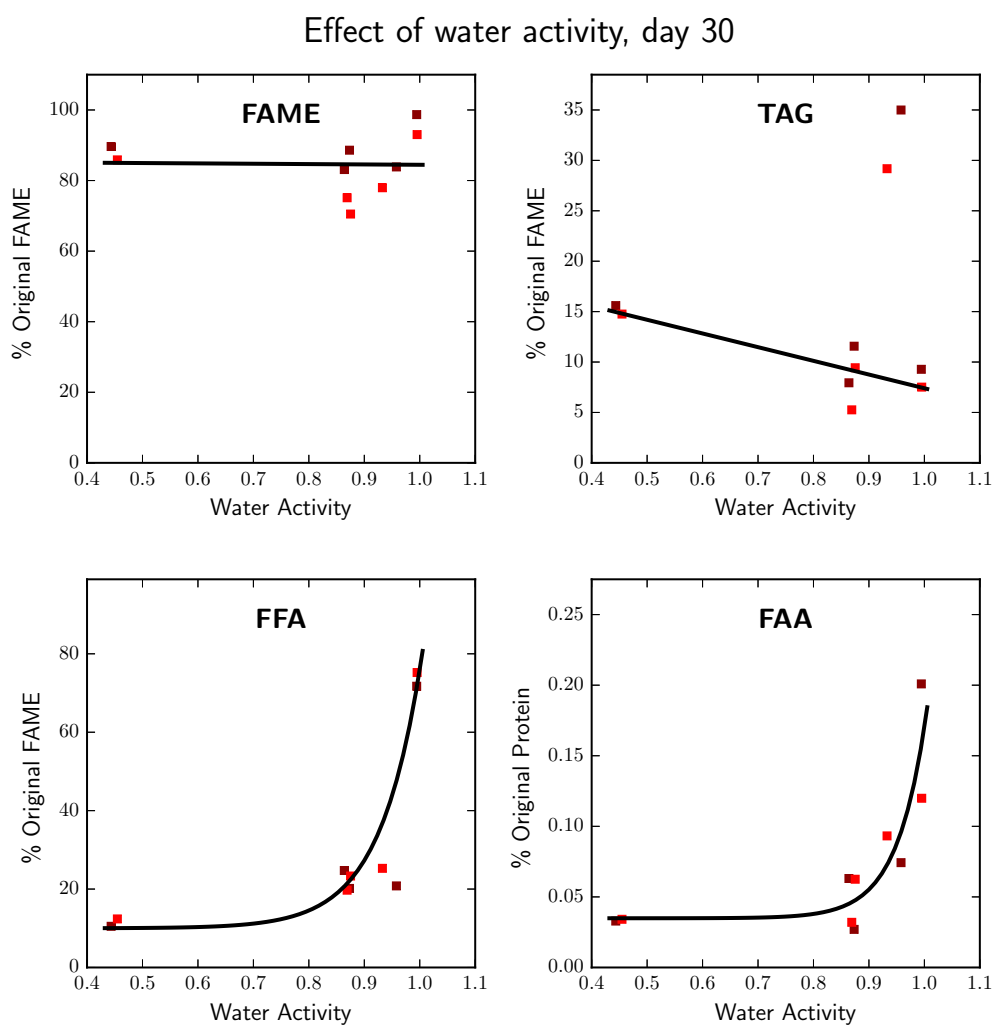 Effect of water activity, day 30
FAME
% Original FAME
100
80
60
40
20
0
0.4 0.5 0.6 0.7 0.8 0.9 1.0 1.1
Water Activity
TAG
% Original FAME
35
30
25
20
15
10
5
0
0.4 0.5 0.6 0.7 0.8 0.9 1.0 1.1
Water Activity
FFA
% Original FAME
80
60
40
20
0
0.4 0.5 0.6 0.7 0.8 0.9 1.0 1.1
Water Activity
FAA
% Original Protein
0.25
0.20
0.15
0.10
0.05
0.00
0.4 0.5 0.6 0.7 0.8 0.9 1.0 1.1
Water Activity